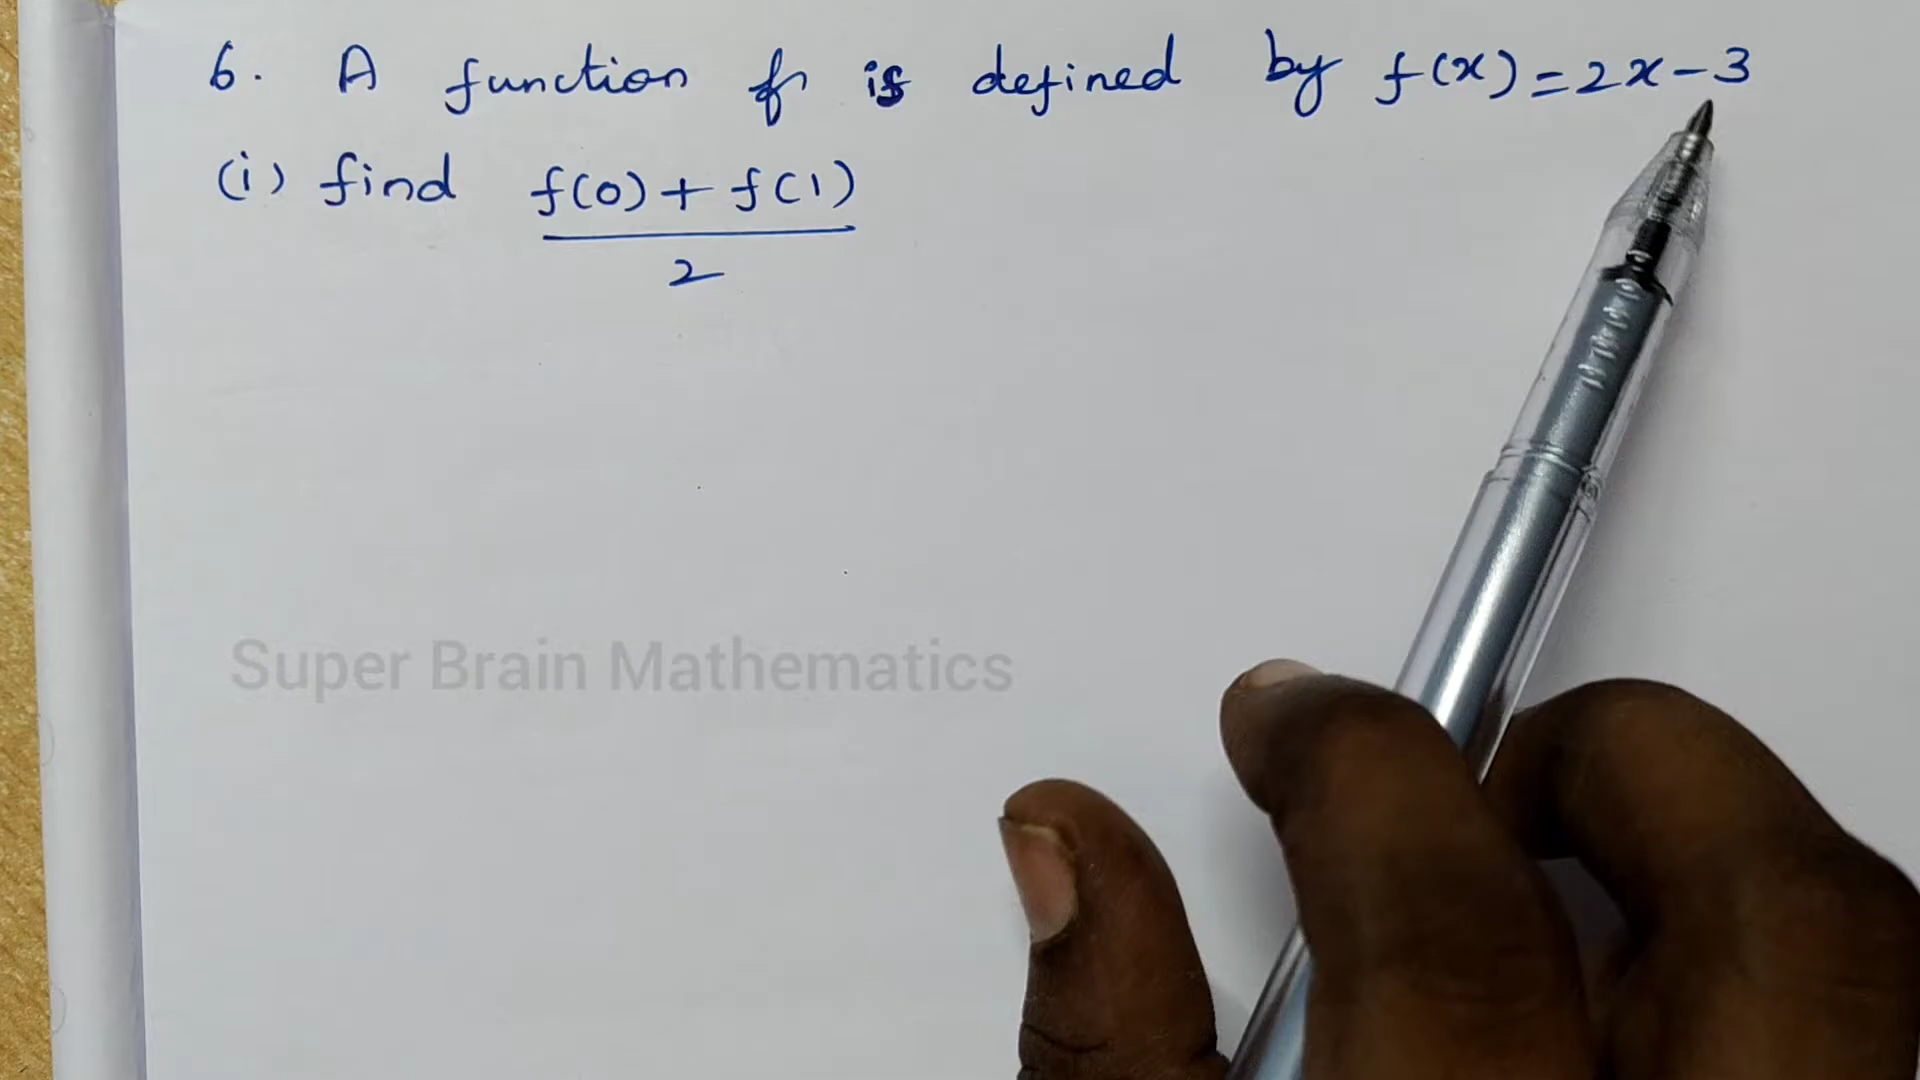 6. A function f is defined by f(x) = 2x - 3
(i) find f(0) + f(1)
2
Super Brain Mathematics